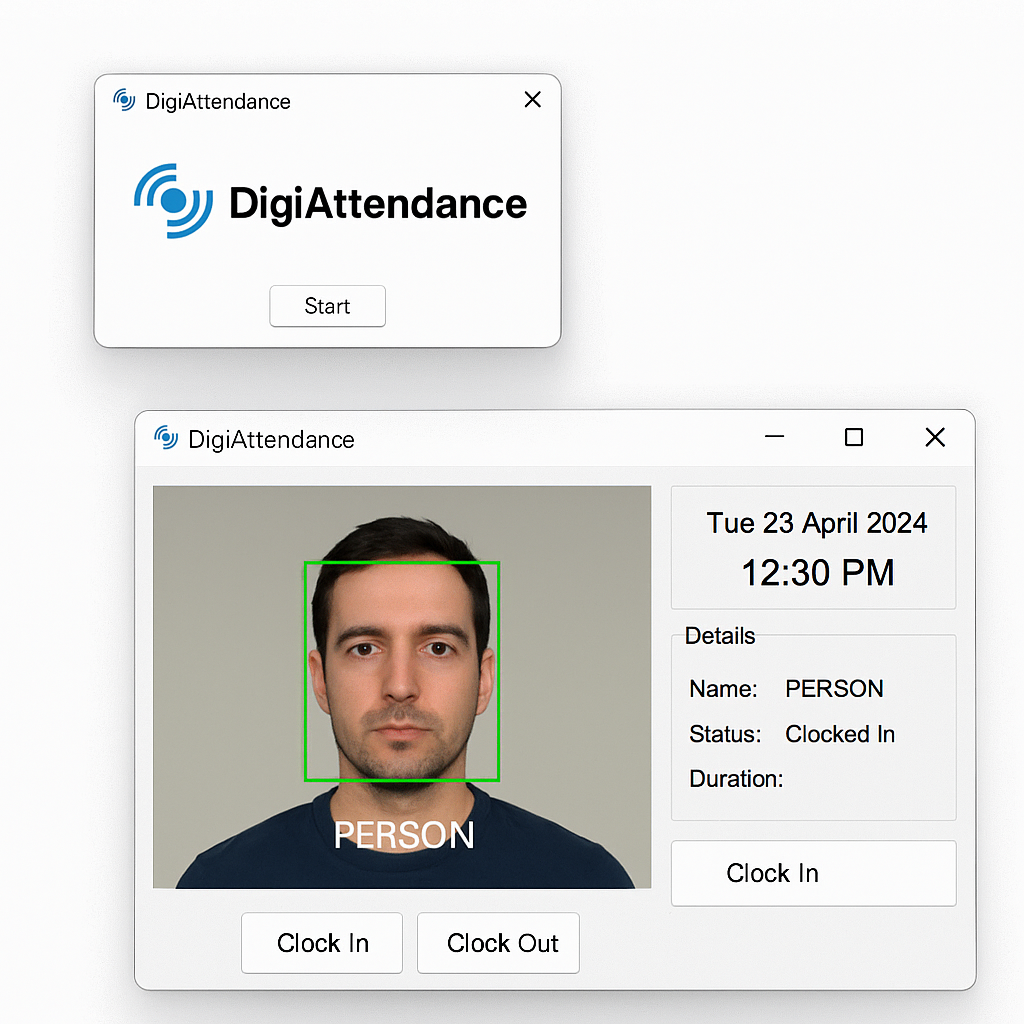 DigiAttendance
DigiAttendance
Start
DigiAttendance
PERSON
Tue 23 April 2024
12:30 PM
Details
Name: PERSON
Status: Clocked In
Duration:
Clock In
Clock In
Clock Out